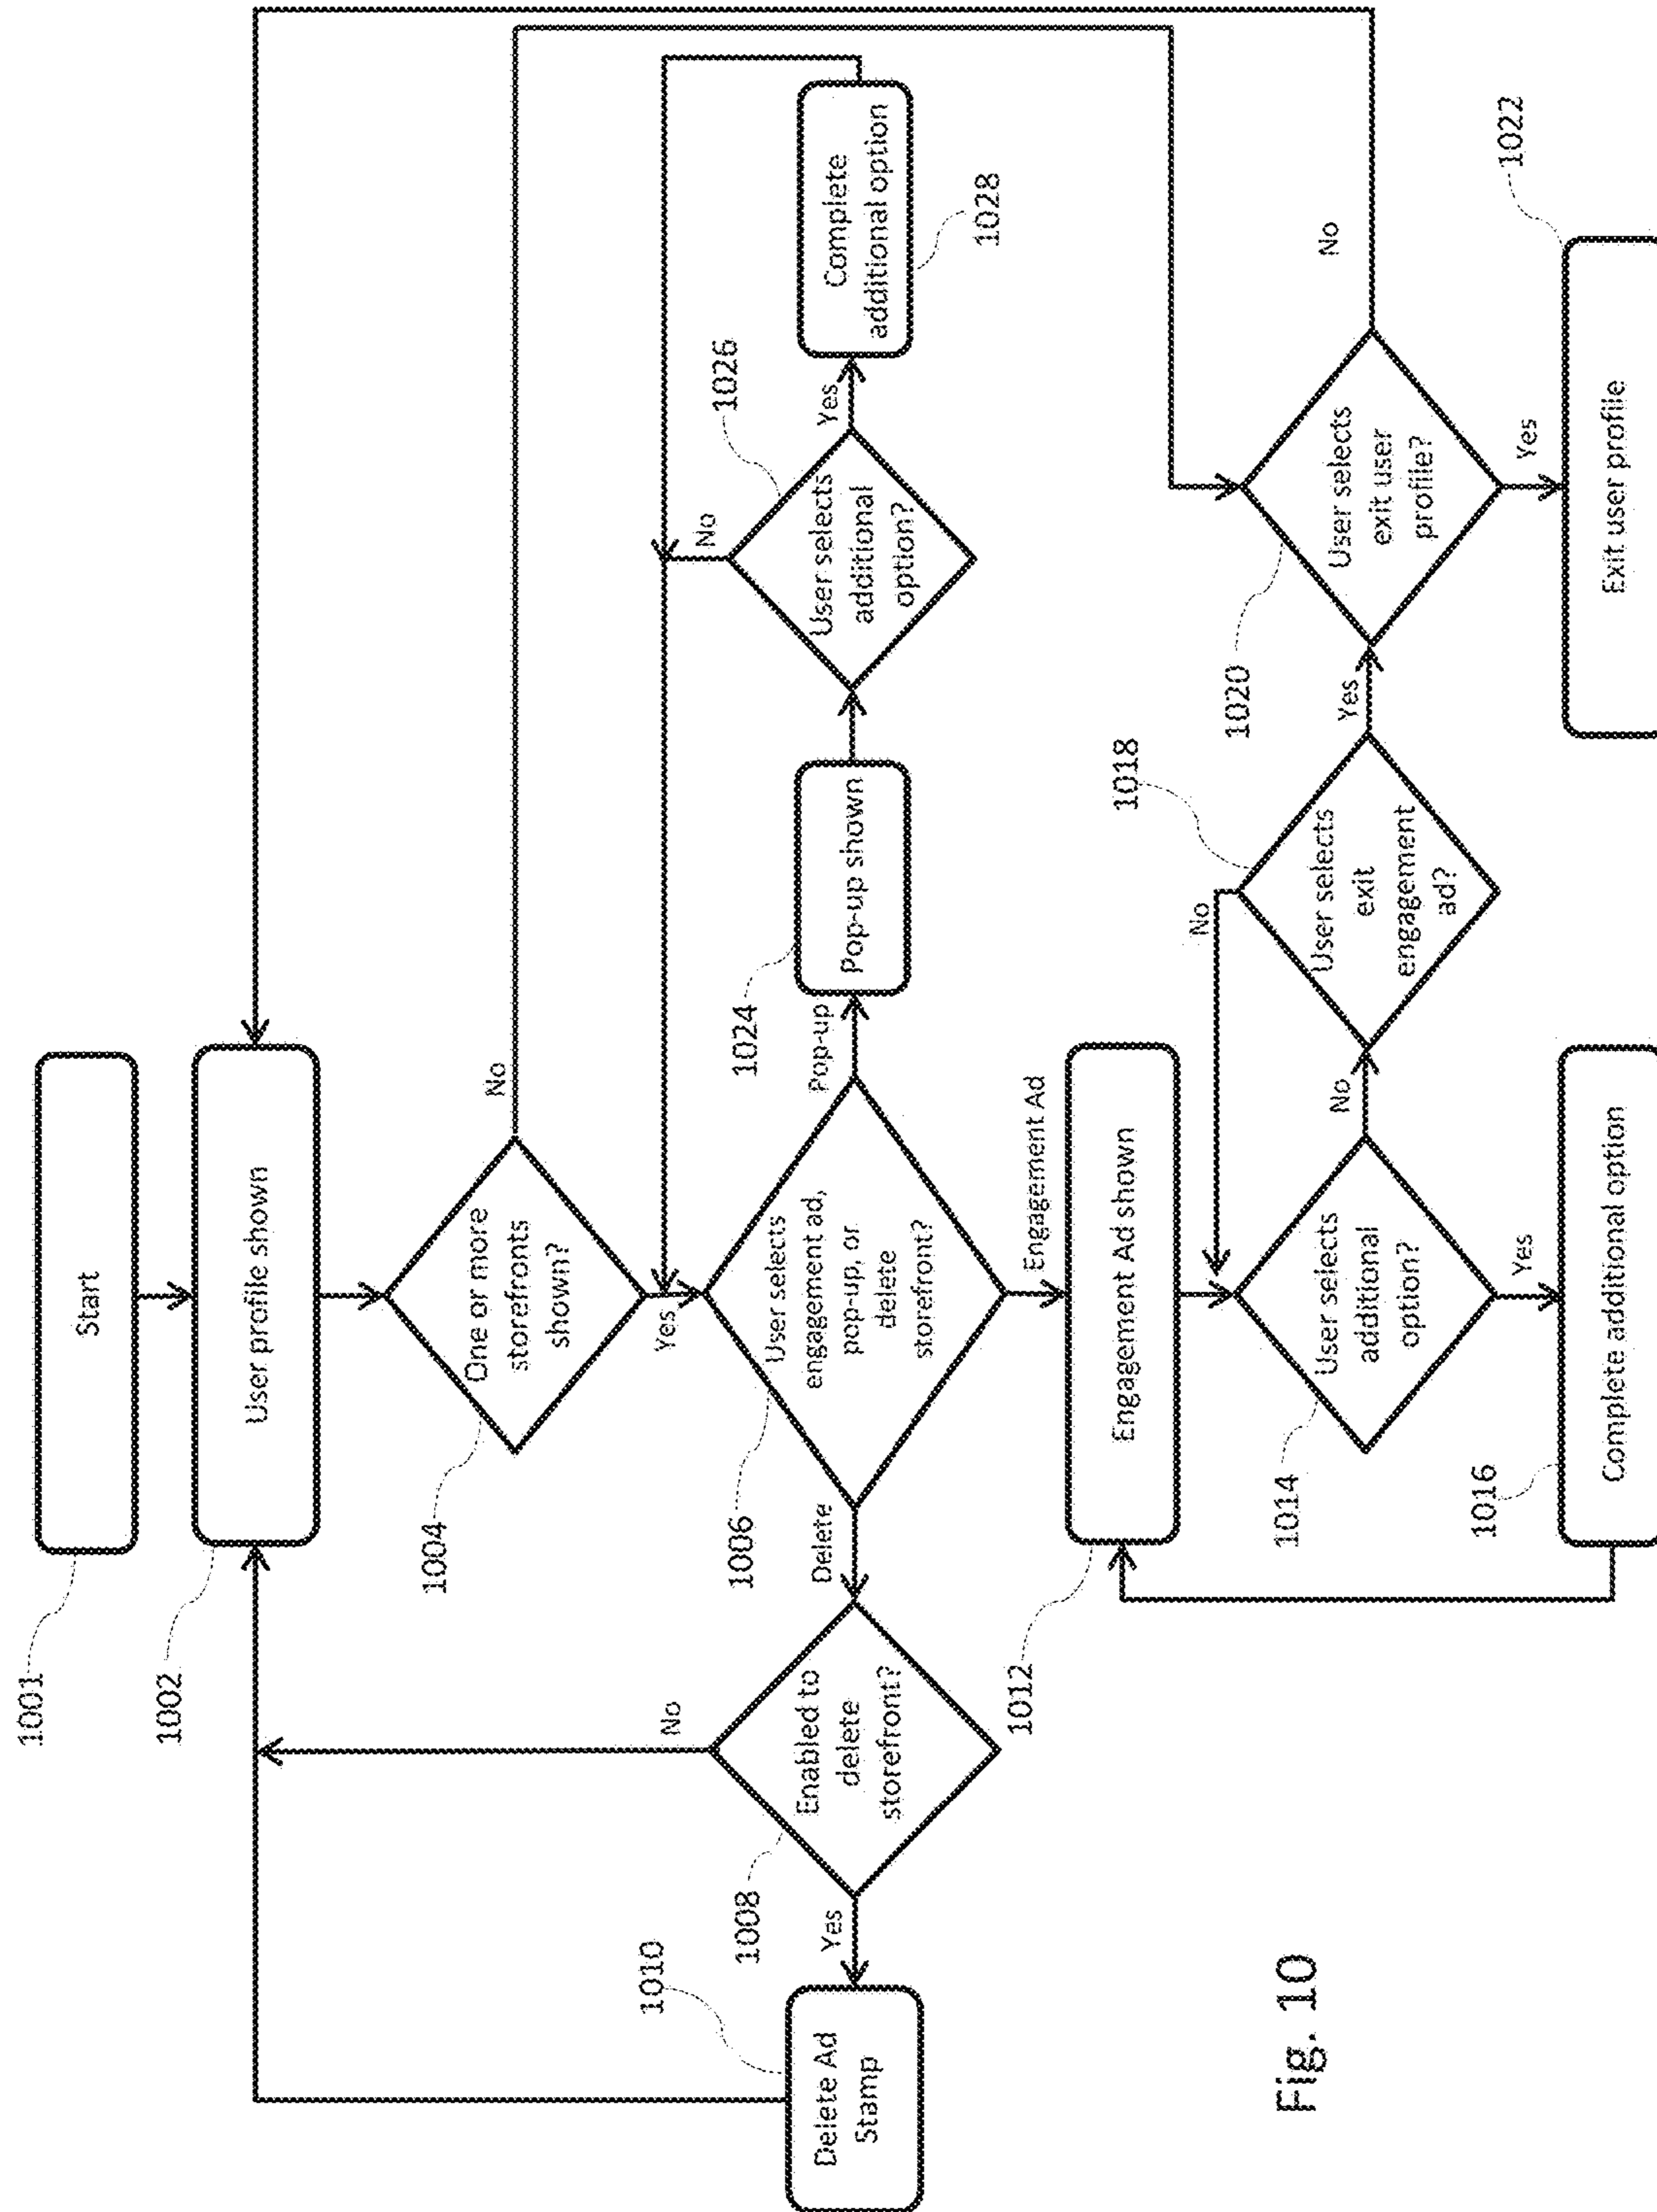 Start
1001
User profile shown
1002
One or more
storefronts
shown?
1004
No
Yes
User selects
engagement ad,
pop-up, or
delete
storefront?
1006
Delete
Pop-up
Engagement Ad
Enabled to
delete
storefront?
1008
No
Yes
Delete Ad
Stamp
1010
Pop-up shown
1024
User selects
additional
option?
1026
No
Yes
Complete
additional option
1028
Engagement Ad shown
1012
User selects
additional
option?
1014
No
Yes
Complete additional option
1016
User selects
exit
engagement
ad?
1018
No
Yes
User selects
exit user
profile?
1020
No
Yes
Exit user profile
1022
Fig. 10